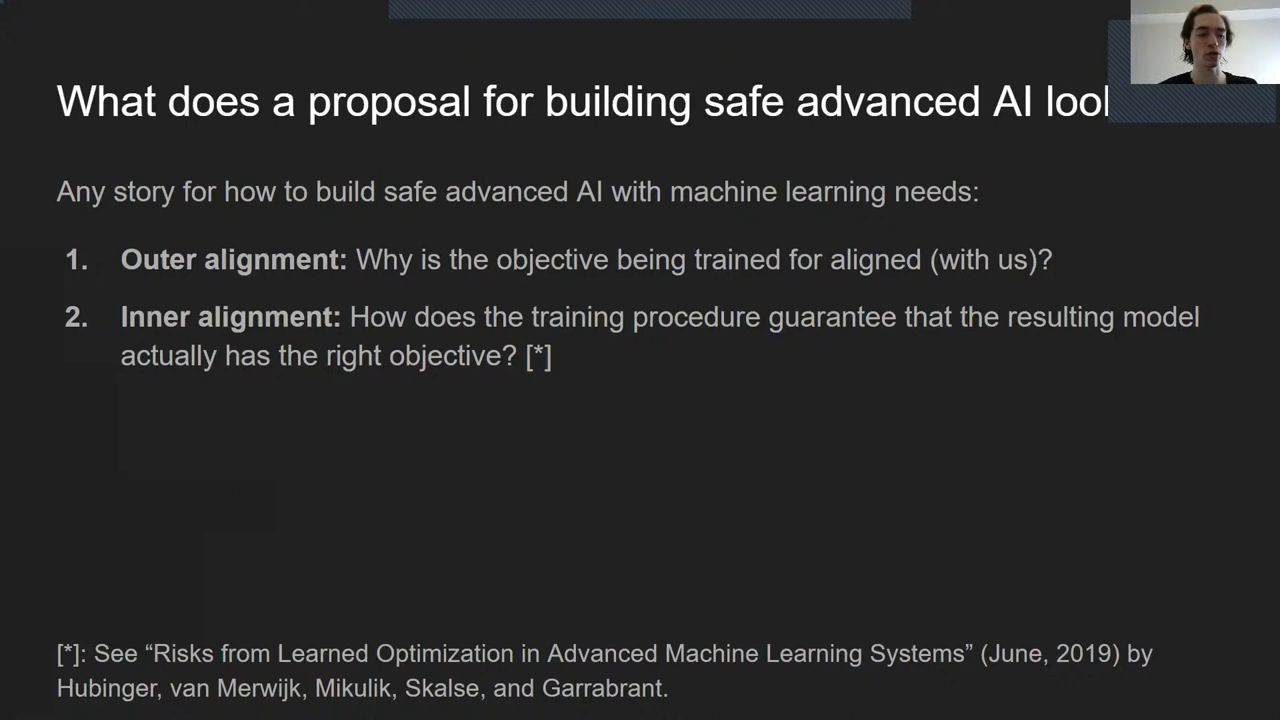 What does a proposal for building safe advanced AI
Any story for how to build safe advanced AI with machine learning needs:
1. Outer alignment: Why is the objective being trained for aligned (with us)?
2. Inner alignment: How does the training procedure guarantee that the resulting model
actually has the right objective? [*]
[*]: See “Risks from Learned Optimization in Advanced Machine Learning Systems” (June, 2019) by
Hubinger, van Merwijk, Mikulik, Skalse, and Garrabrant.